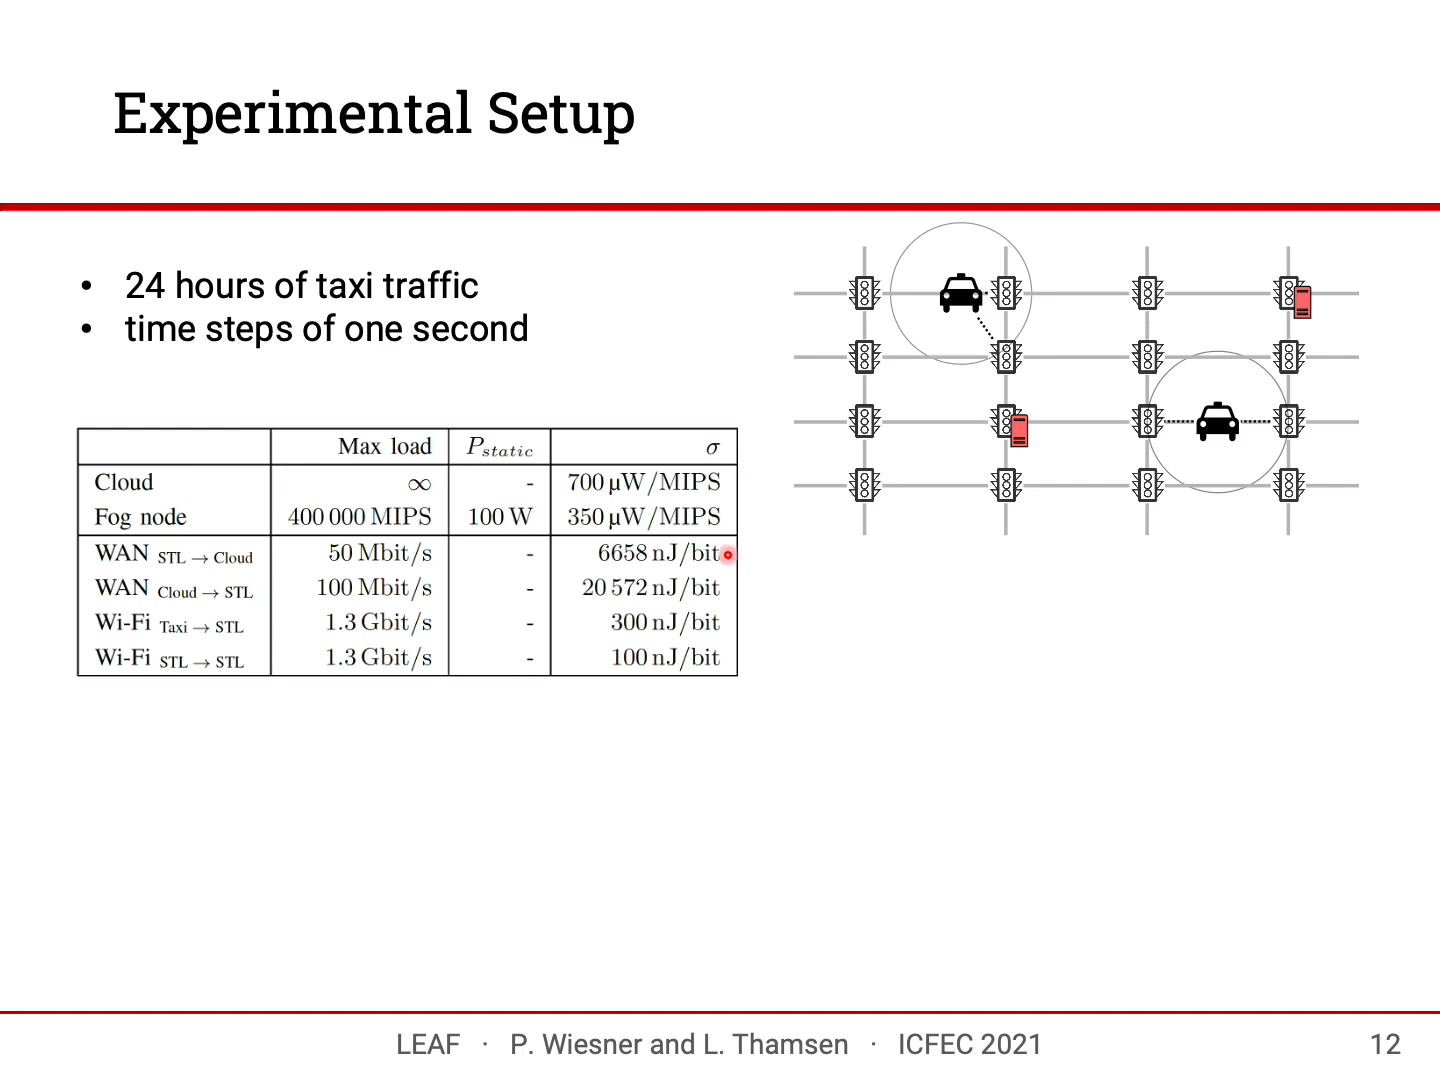 Experimental Setup
• 24 hours of taxi traffic
• time steps of one second
Max load P_static σ
Cloud ∞ - 700 µW/MIPS
Fog node 400 000 MIPS 100 W 350 µW/MIPS
WAN STL → Cloud 50 Mbit/s - 6658 nJ/bit
WAN Cloud → STL 100 Mbit/s - 20 572 nJ/bit
Wi-Fi Taxi → STL 1.3 Gbit/s - 300 nJ/bit
Wi-Fi STL → STL 1.3 Gbit/s - 100 nJ/bit
LEAF · P. Wiesner and L. Thamsen · ICFEC 2021 12